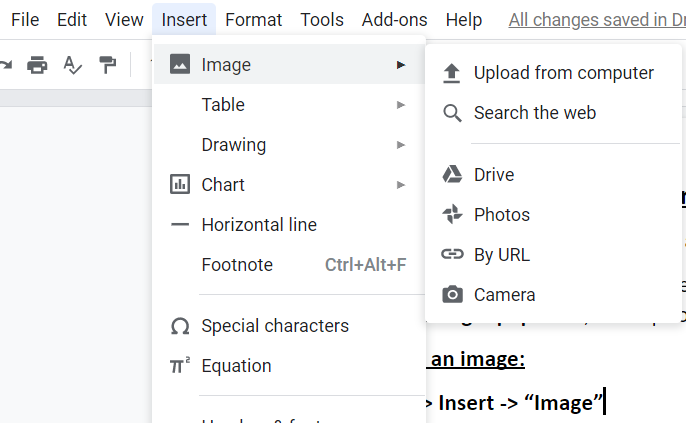 File Edit View Insert Format Tools Add-ons Help All changes saved in Dr
Image
Table
Drawing
Chart
Horizontal line
Footnote Ctrl+Alt+F
Special characters
Equation
Upload from computer
Search the web
Drive
Photos
By URL
Camera
an image:
> Insert -> “Image”